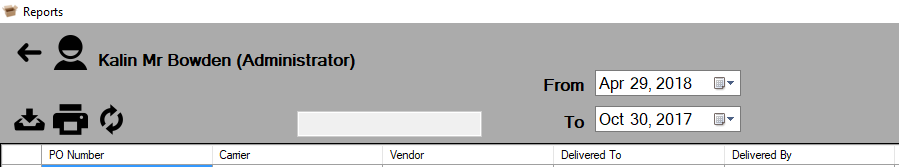 Reports
Kalin Mr Bowden (Administrator)
From Apr 29, 2018
To Oct 30, 2017
PO Number Carrier Vendor Delivered To Delivered By